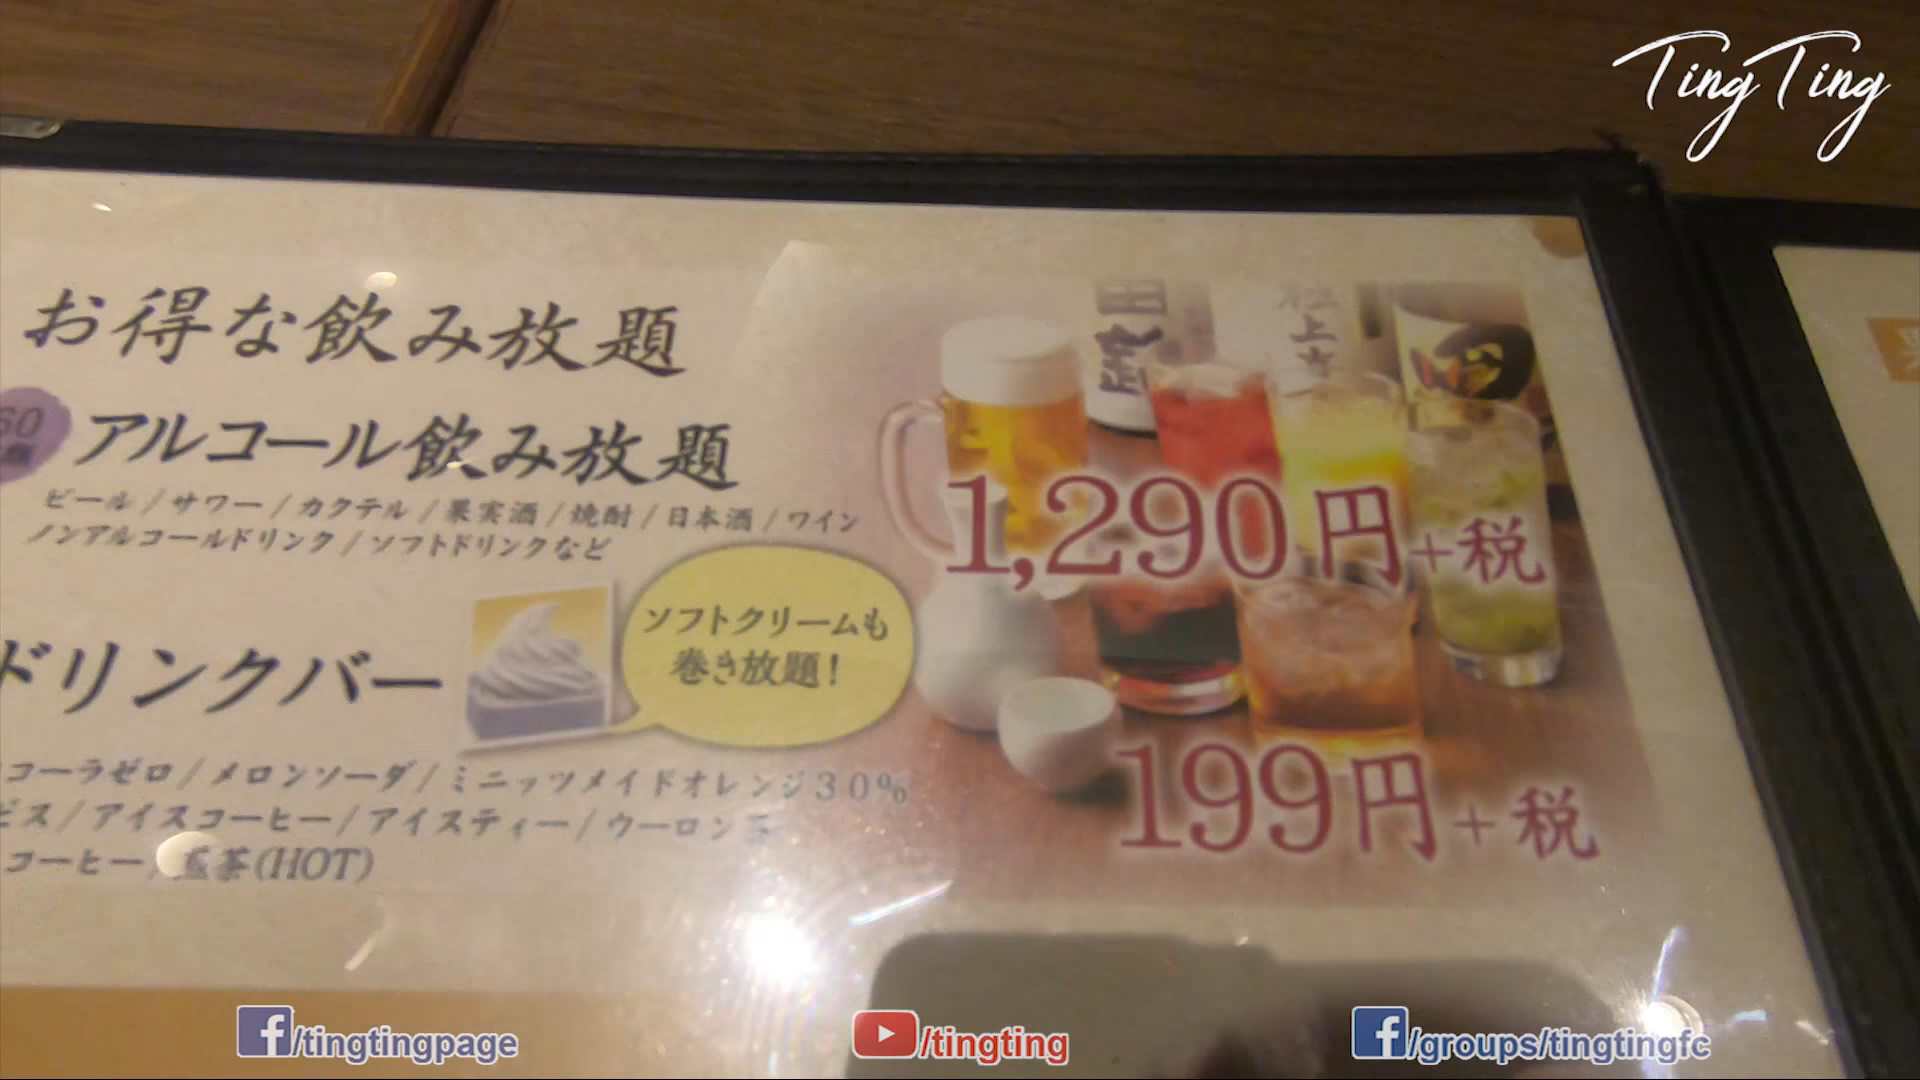 TingTing
お得な飲み放題
60
アルコール飲み放題
ビール / サワー / カクテル / 果実酒 / 焼酎 / 日本酒 / ワイン
ノンアルコールドリンク / ソフトドリンクなど
1,290円+税
ソフトクリームも
巻き放題!
ドリンクバー
199円+税
コーラゼロ / メロンソーダ / ミニッツメイドオレンジ30%
ビス / アイスコーヒー / アイスティー / ウーロン
コーヒー / 煎茶(HOT)
/tingtingpage
/tingting
/groups/tingtingfc